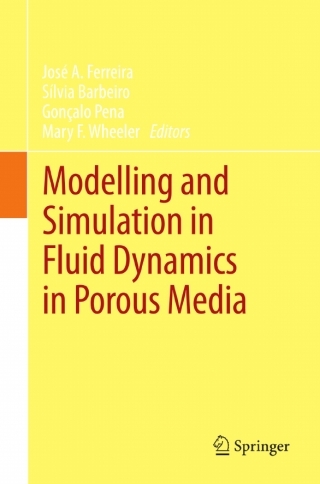 José A. Ferreira
Sílvia Barbeiro
Gonçalo Pena
Mary F. Wheeler Editors
Modelling and
Simulation in
Fluid Dynamics
in Porous Media
Springer